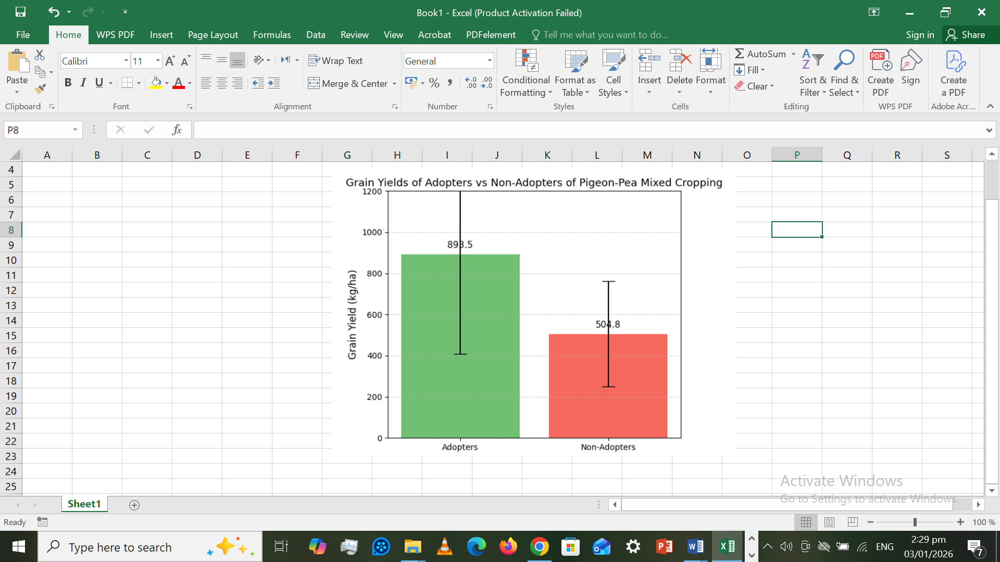 Book1 - Excel (Product Activation Failed)
File Home WPS PDF Insert Page Layout Formulas Data Review View Acrobat PDFelement Tell me what you want to do... Sign in Share
Paste
Clipboard
Calibri 11
B I U A
Font
Wrap Text
Merge & Center
Alignment
General
% , .0 .00 .00 .0
Number
Conditional Formatting
Format as Table
Cell Styles
Styles
Insert Delete Format
Cells
AutoSum
Fill
Clear
Sort & Filter
Find & Select
Editing
Create PDF
Sign
WPS PDF
Create a PDF
Adobe Acr...
P8
fx
A B C D E F G H I J K L M N O P Q R S
4
5
6
7
8
9
10
11
12
13
14
15
16
17
18
19
20
21
22
23
24
25
Grain Yields of Adopters vs Non-Adopters of Pigeon-Pea Mixed Cropping
Grain Yield (kg/ha)
1200
1000
800
600
400
200
0
893.5
504.8
Adopters Non-Adopters
Activate Windows
Go to Settings to activate Windows.
Sheet1
Ready
100 %
Type here to search
ENG
2:29 pm
03/01/2026
7